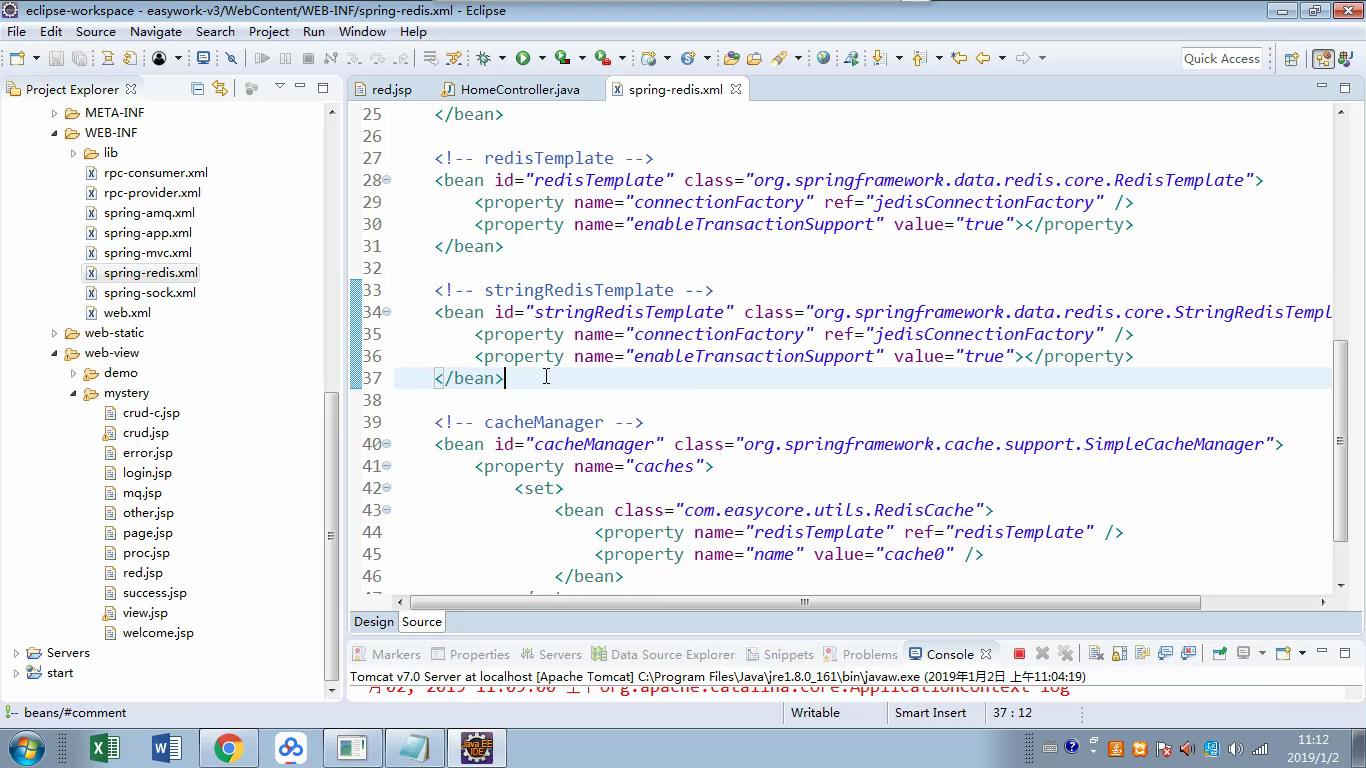 eclipse-workspace - easywork-v3/WebContent/WEB-INF/spring-redis.xml - Eclipse
File Edit Source Navigate Search Project Run Window Help
Quick Access
Project Explorer
META-INF
WEB-INF
lib
rpc-consumer.xml
rpc-provider.xml
spring-amq.xml
spring-app.xml
spring-mvc.xml
spring-redis.xml
spring-sock.xml
web.xml
web-static
web-view
demo
mystery
crud-c.jsp
crud.jsp
error.jsp
login.jsp
mq.jsp
other.jsp
page.jsp
proc.jsp
red.jsp
success.jsp
view.jsp
welcome.jsp
Servers
start
red.jsp HomeController.java spring-redis.xml
25 </bean>
26
27 <!-- redisTemplate -->
28 <bean id="redisTemplate" class="org.springframework.data.redis.core.RedisTemplate">
29 <property name="connectionFactory" ref="jedisConnectionFactory" />
30 <property name="enableTransactionSupport" value="true"></property>
31 </bean>
32
33 <!-- stringRedisTemplate -->
34 <bean id="stringRedisTemplate" class="org.springframework.data.redis.core.StringRedisTempl
35 <property name="connectionFactory" ref="jedisConnectionFactory" />
36 <property name="enableTransactionSupport" value="true"></property>
37 </bean>
38
39 <!-- cacheManager -->
40 <bean id="cacheManager" class="org.springframework.cache.support.SimpleCacheManager">
41 <property name="caches">
42 <set>
43 <bean class="com.easycore.utils.RedisCache">
44 <property name="redisTemplate" ref="redisTemplate" />
45 <property name="name" value="cache0" />
46 </bean>
Design Source
Markers Properties Servers Data Source Explorer Snippets Problems Console
Tomcat v7.0 Server at localhost [Apache Tomcat] C:\Program Files\Java\jre1.8.0_161\bin\javaw.exe (2019年1月2日 上午11:04:19)
月02, 2019 11:09:00 上午 org.apache.catalina.core.ApplicationContext log
beans/#comment Writable Smart Insert 37 : 12
Java EE IDE
11:12
2019/1/2